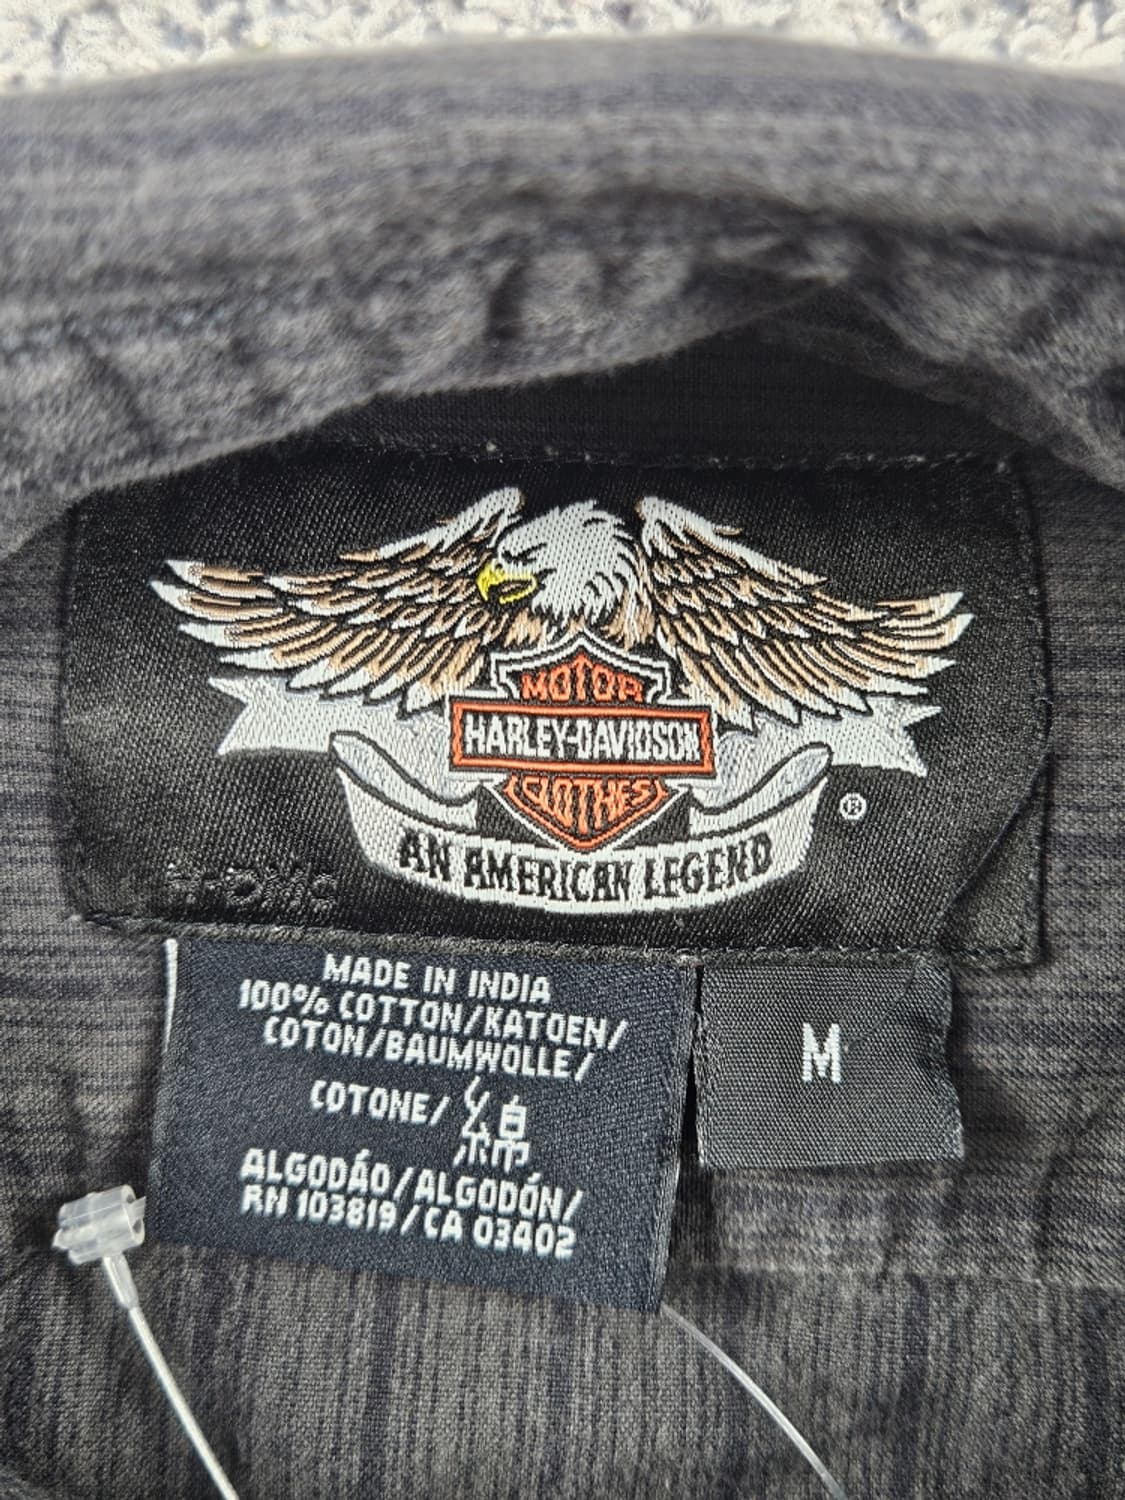 MOTOR
HARLEY-DAVIDSON
CLOTHES
®
AN AMERICAN LEGEND
MADE IN INDIA
100% COTTON/KATOEN/
COTON/BAUMWOLLE/
COTONE/綿
ALGODÁO/ALGODÓN/
RN 103819/CA 03402
M